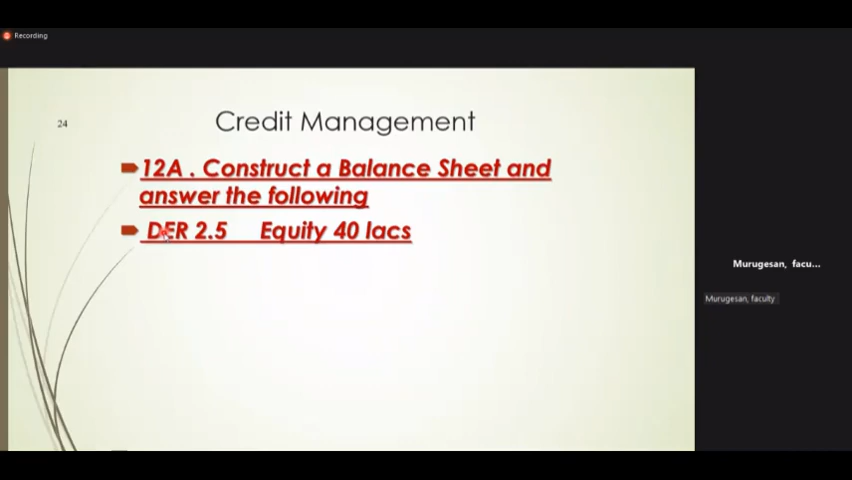 Recording
24
Credit Management
12A . Construct a Balance Sheet and
answer the following
DER 2.5 Equity 40 lacs
Murugesan, facu...
Murugesan, faculty